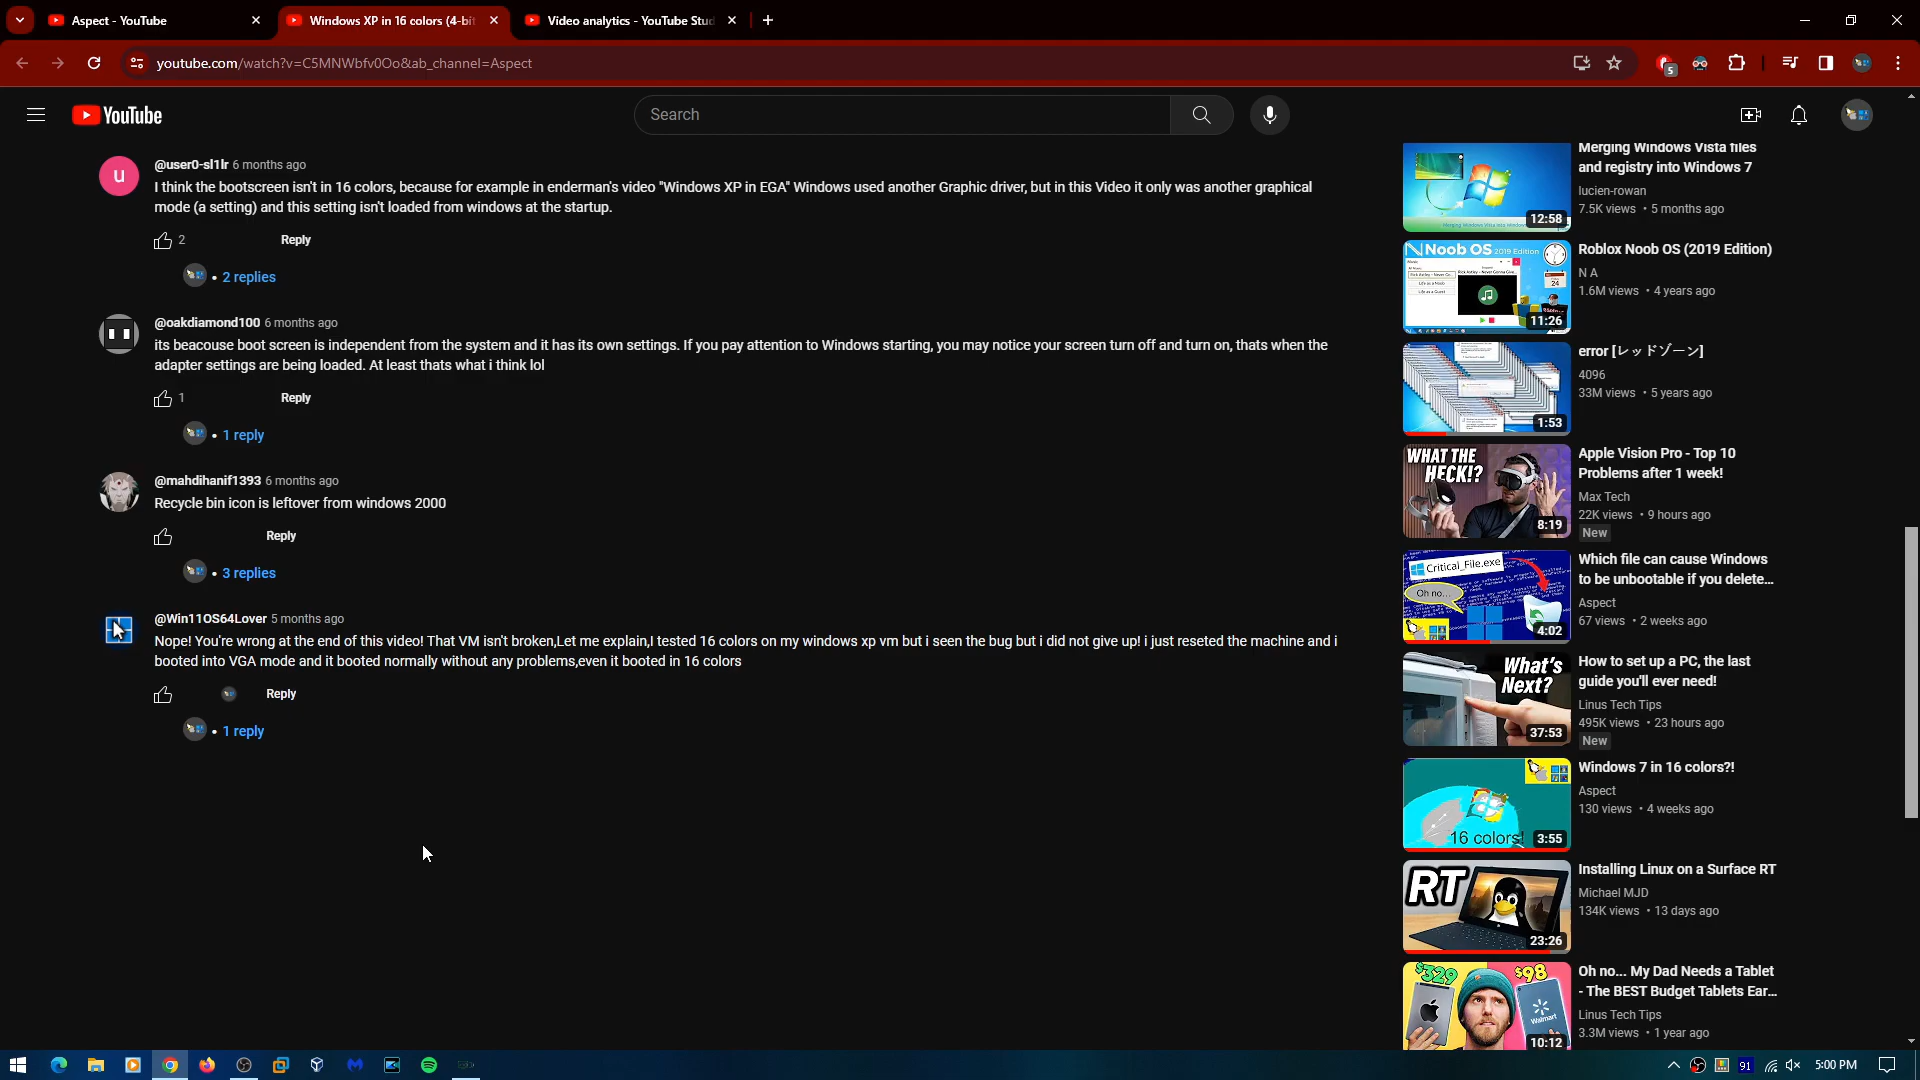 Aspect - YouTube
Windows XP in 16 colors (4-bit
Video analytics - YouTube Stud
youtube.com/watch?v=C5MNWbfv0Oo&ab_channel=Aspect
5
YouTube
Search
@user0-sl1lr 6 months ago
I think the bootscreen isn't in 16 colors, because for example in enderman's video "Windows XP in EGA" Windows used another Graphic driver, but in this Video it only was another graphical
mode (a setting) and this setting isn't loaded from windows at the startup.
2
Reply
• 2 replies
@oakdiamond100 6 months ago
its beacouse boot screen is independent from the system and it has its own settings. If you pay attention to Windows starting, you may notice your screen turn off and turn on, thats when the
adapter settings are being loaded. At least thats what i think lol
1
Reply
• 1 reply
@mahdihanif1393 6 months ago
Recycle bin icon is leftover from windows 2000
Reply
• 3 replies
@Win11OS64Lover 5 months ago
Nope! You're wrong at the end of this video! That VM isn't broken,Let me explain,I tested 16 colors on my windows xp vm but i seen the bug but i did not give up! i just reseted the machine and i
booted into VGA mode and it booted normally without any problems,even it booted in 16 colors
Reply
• 1 reply
12:58
Merging Windows Vista files
and registry into Windows 7
lucien-rowan
7.5K views • 5 months ago
Noob OS 2019 Edition
24
11:26
Roblox Noob OS (2019 Edition)
N A
1.6M views • 4 years ago
1:53
error [レッドゾーン]
4096
33M views • 5 years ago
WHAT THE
HECK!?
8:19
Apple Vision Pro - Top 10
Problems after 1 week!
Max Tech
22K views • 9 hours ago
New
Critical_File.exe
Oh no...
4:02
Which file can cause Windows
to be unbootable if you delete...
Aspect
67 views • 2 weeks ago
What's
Next?
37:53
How to set up a PC, the last
guide you'll ever need!
Linus Tech Tips
495K views • 23 hours ago
New
16 colors!
3:55
Windows 7 in 16 colors?!
Aspect
130 views • 4 weeks ago
RT
23:26
Installing Linux on a Surface RT
Michael MJD
134K views • 13 days ago
$329
$98
Walmart
10:12
Oh no... My Dad Needs a Tablet
- The BEST Budget Tablets Ear...
Linus Tech Tips
3.3M views • 1 year ago
91
5:00 PM